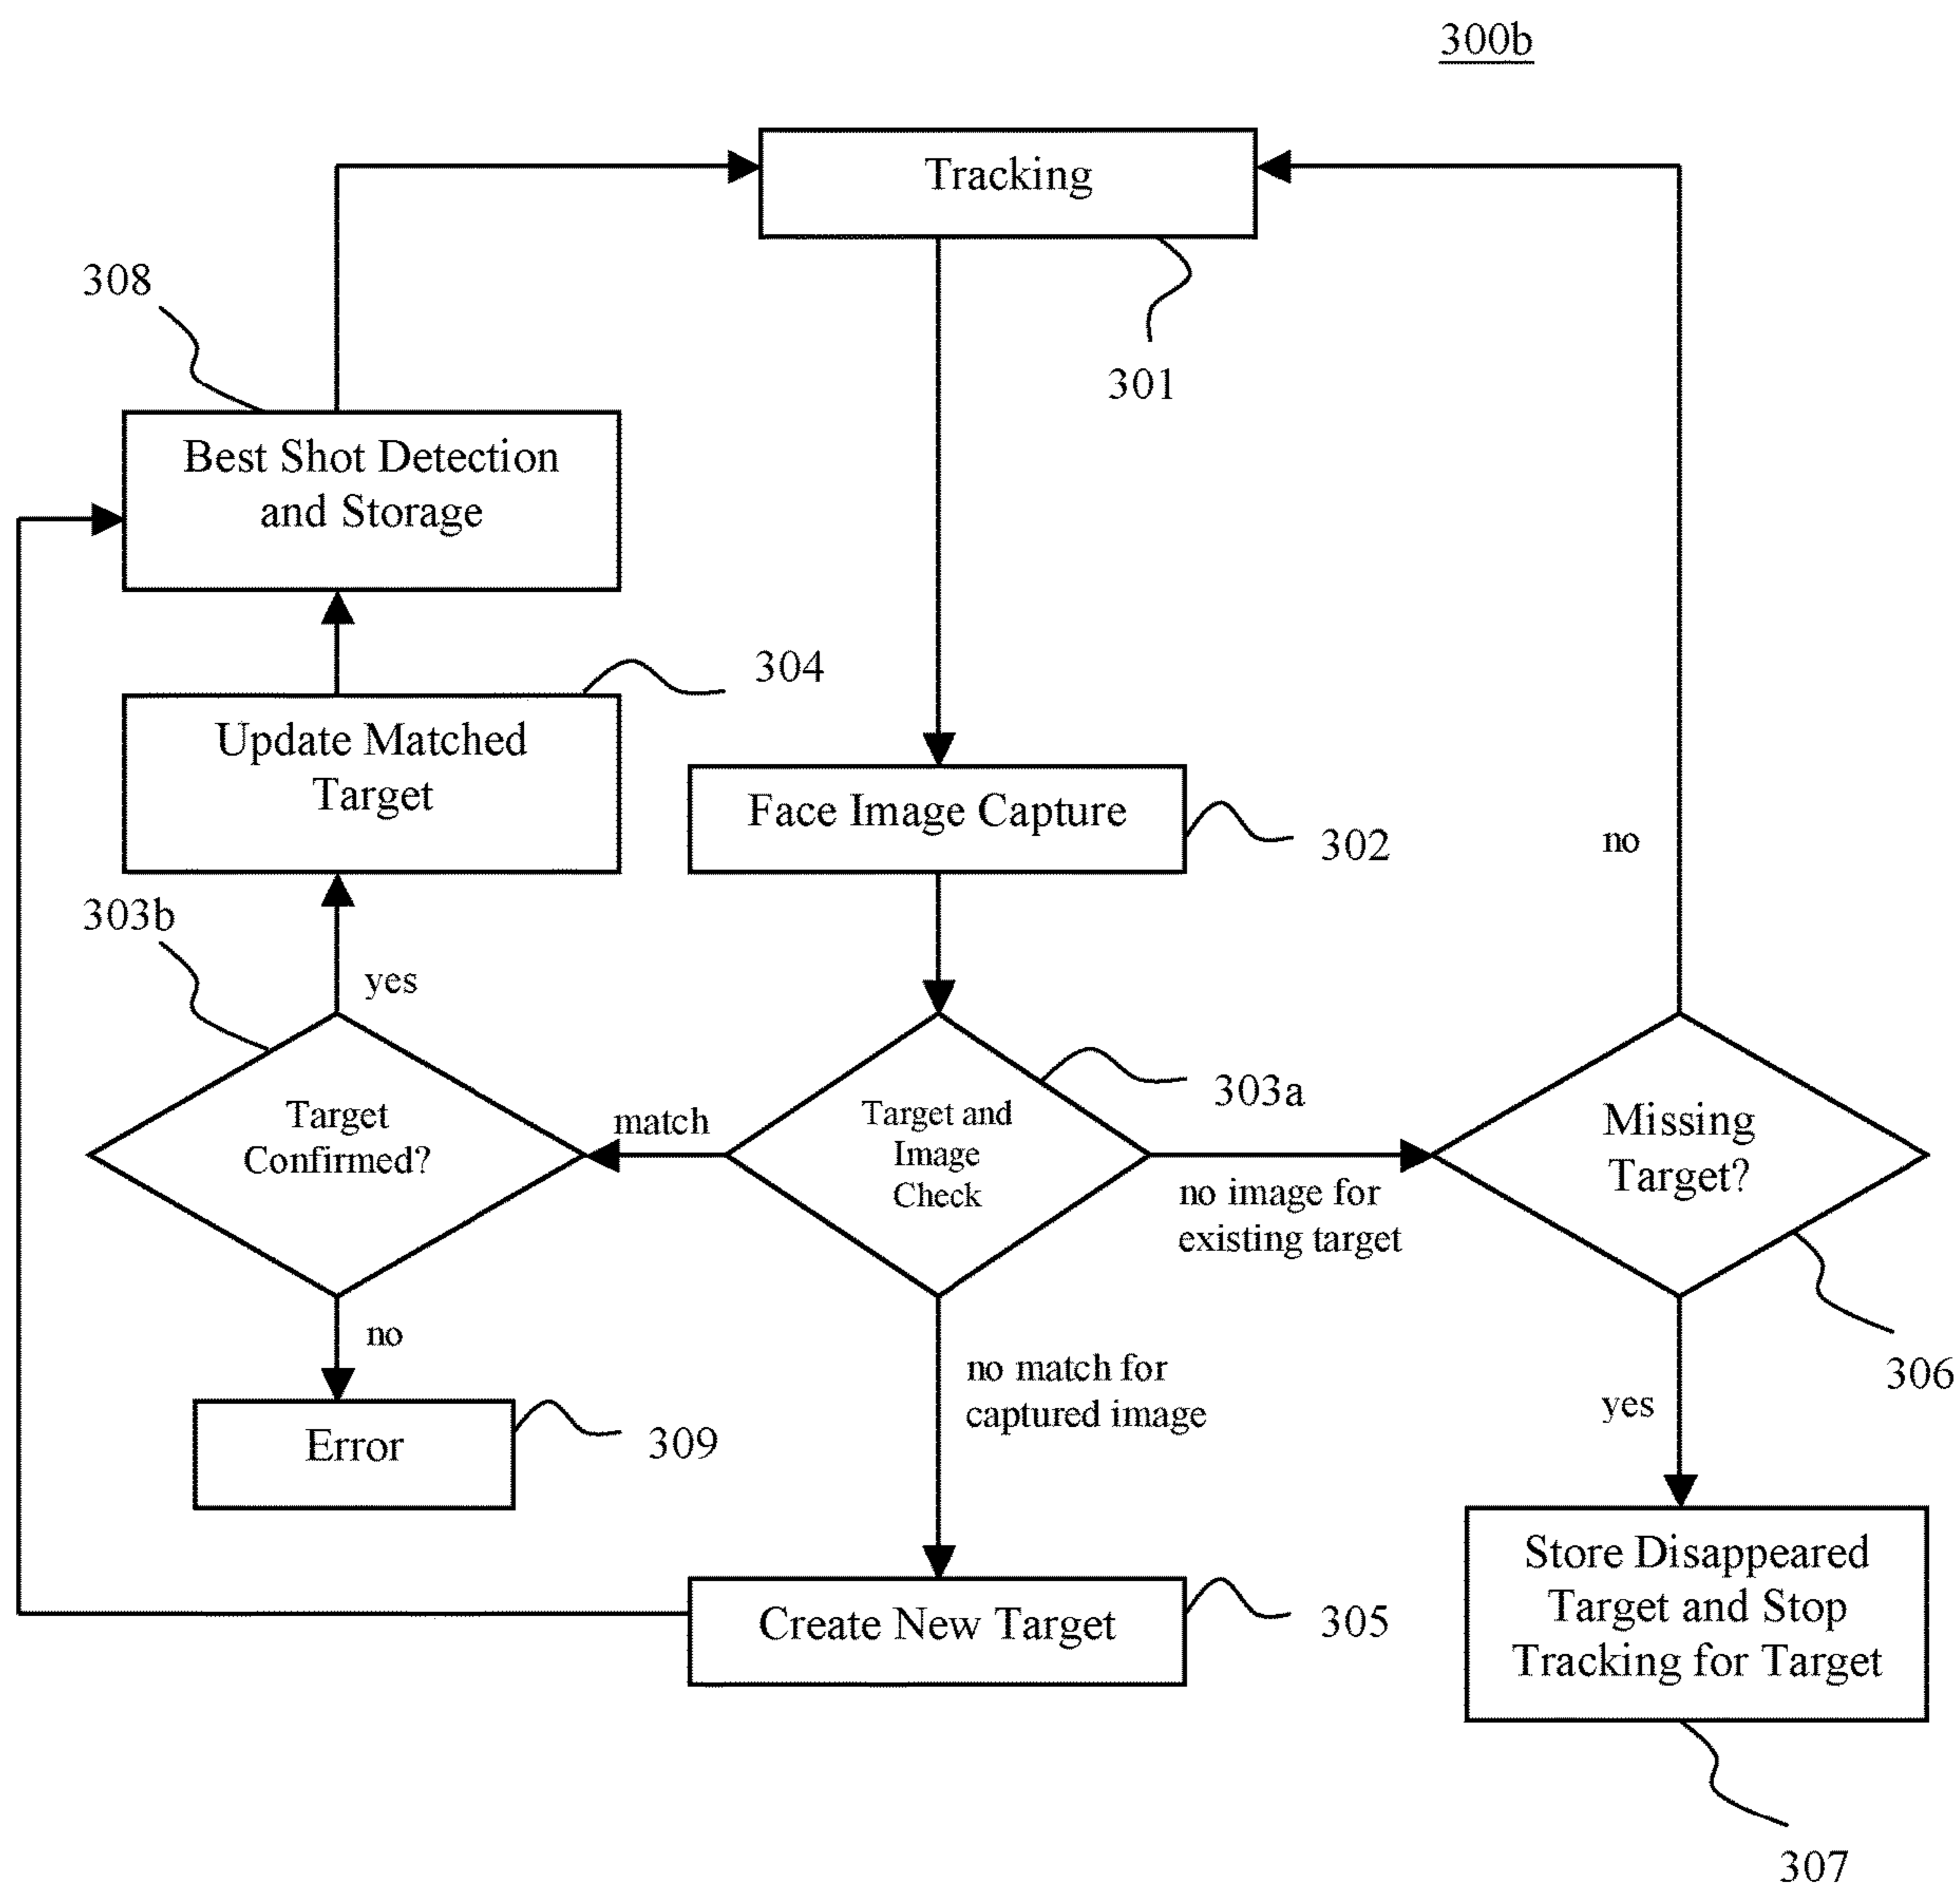 300b
Tracking
301
308
Best Shot Detection
and Storage
304
Update Matched
Target
Face Image Capture
302
no
303b
yes
303a
Target
Confirmed?
match
Target and
Image
Check
no image for
existing target
Missing
Target?
no
no match for
captured image
306
yes
Error
309
Create New Target
305
Store Disappeared
Target and Stop
Tracking for Target
307